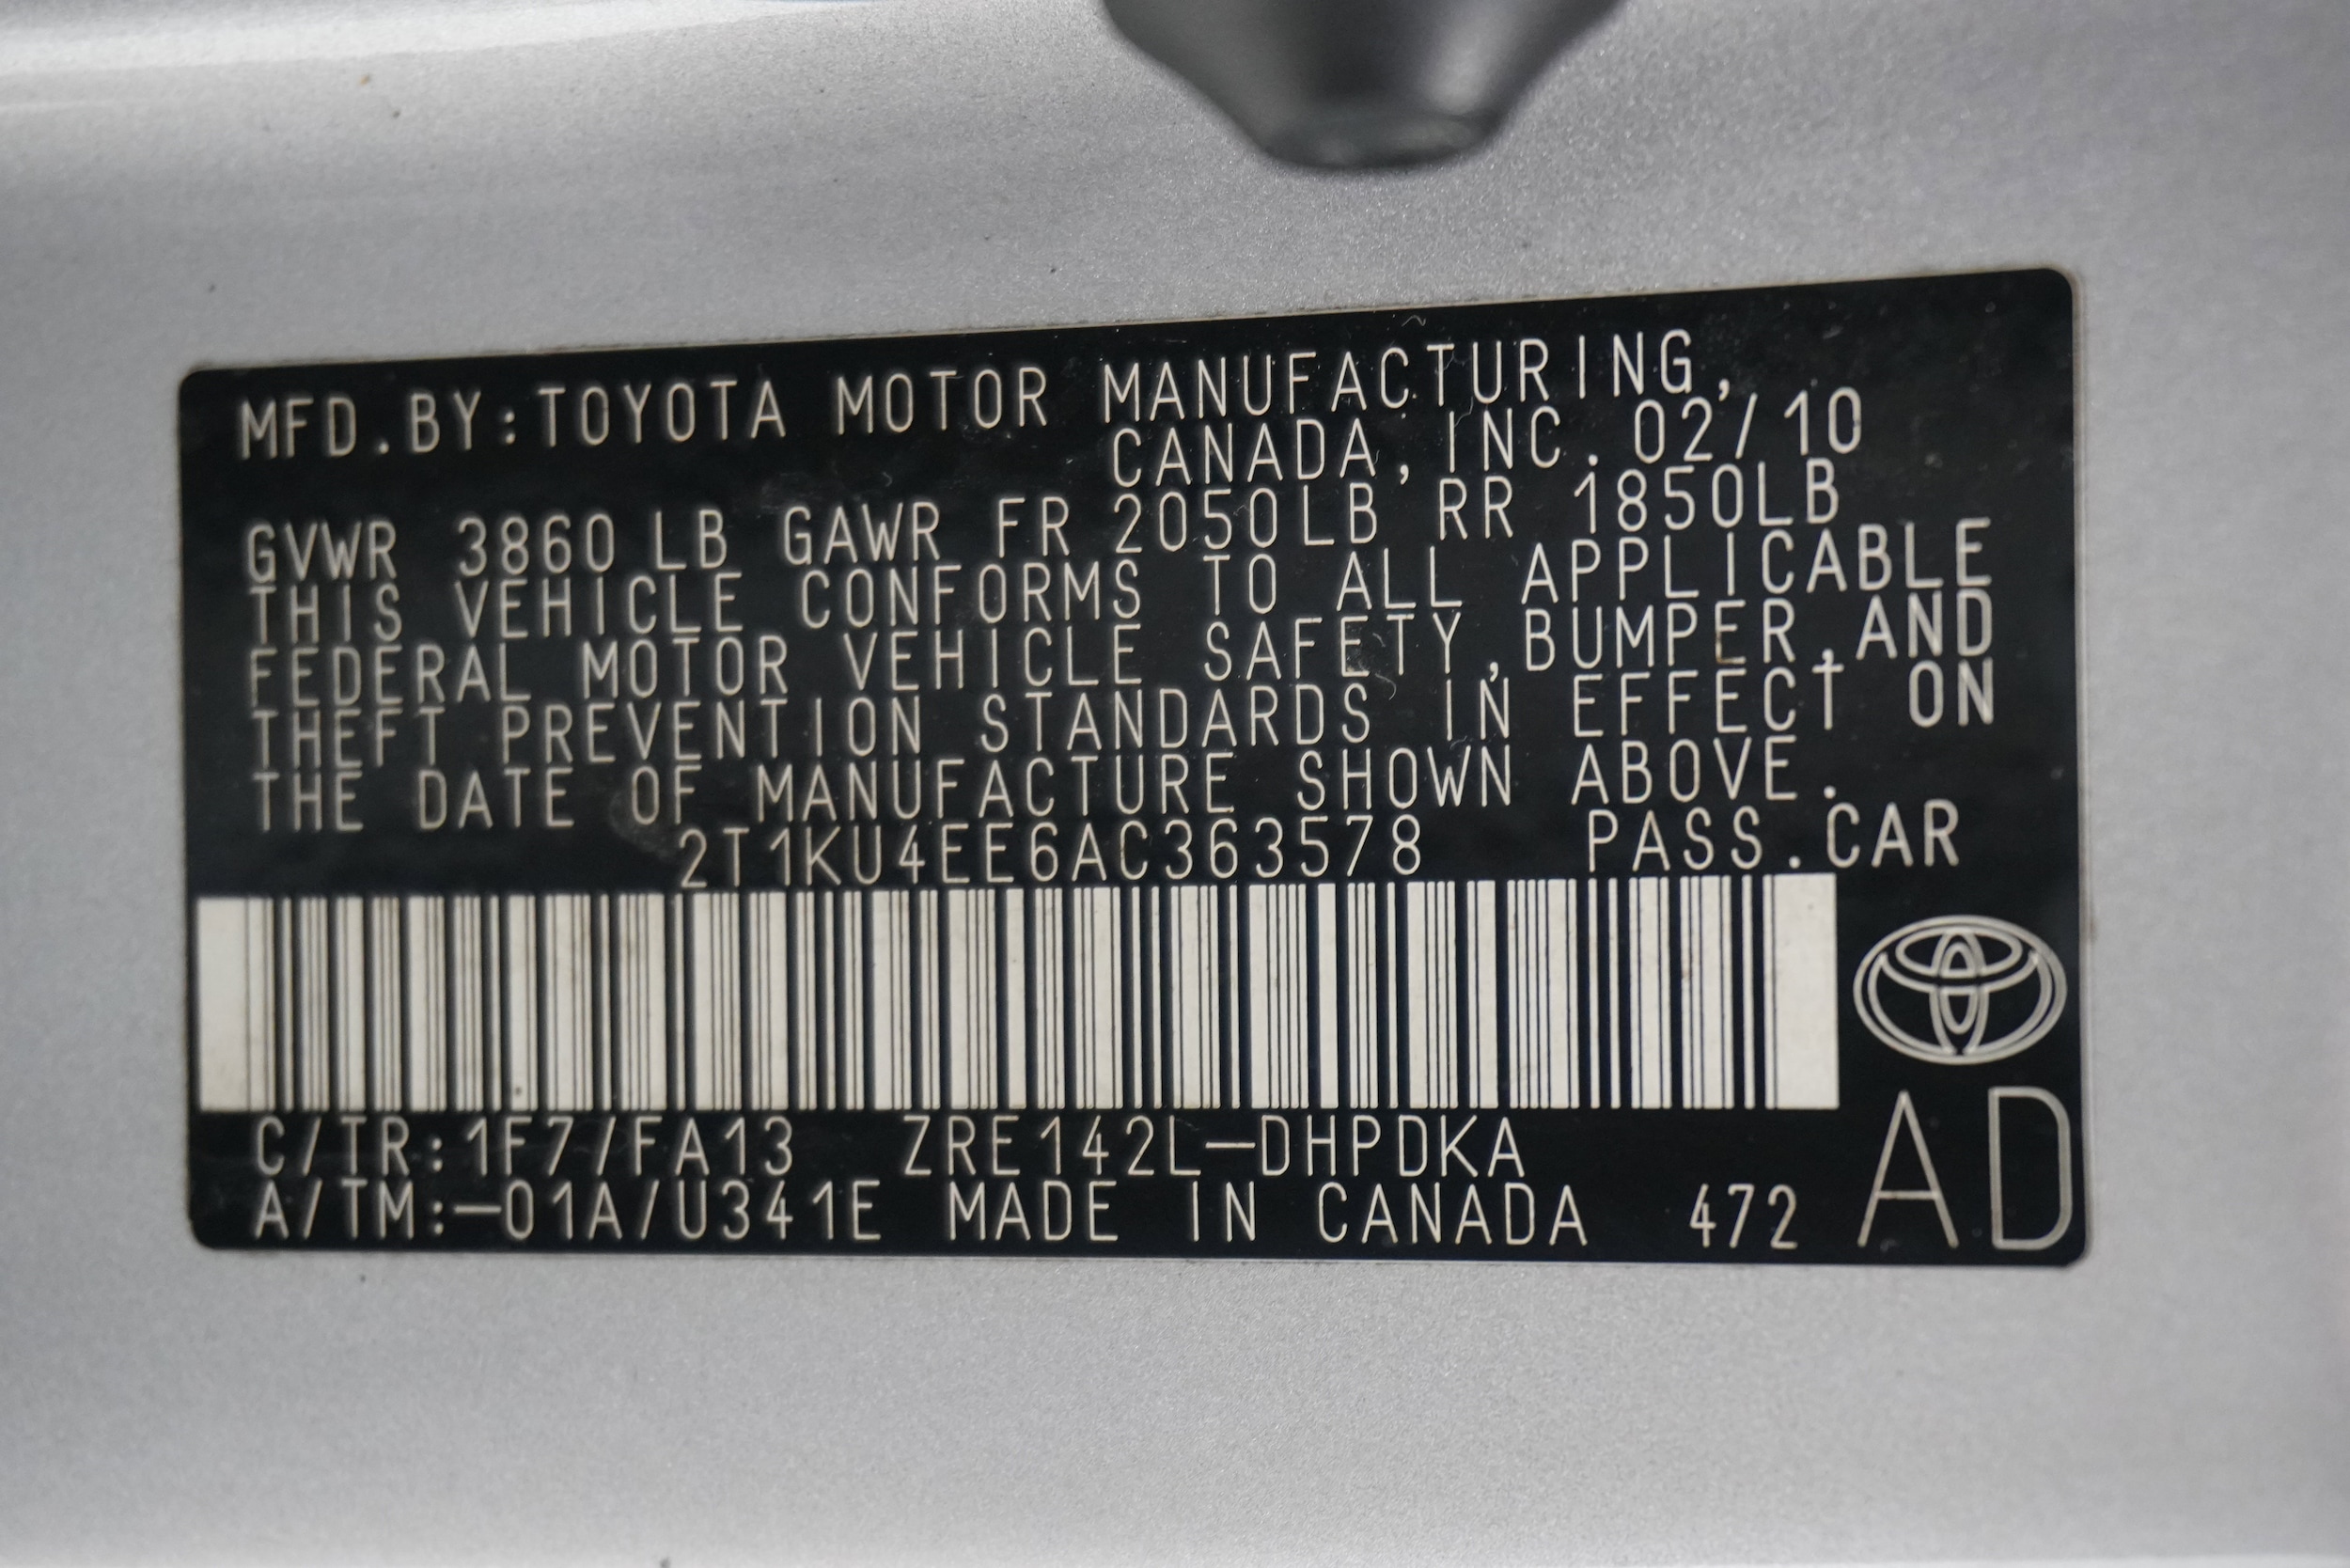 MFD.BY:TOYOTA MOTOR MANUFACTURING,
CANADA, INC. 02/10
GVWR 3860 LB GAWR FR 2050LB RR 1850LB
THIS VEHICLE CONFORMS TO ALL APPLICABLE
FEDERAL MOTOR VEHICLE SAFETY,BUMPER,AND
THEFT PREVENTION STANDARDS IN EFFECT ON
THE DATE OF MANUFACTURE SHOWN ABOVE.
2T1KU4EE6AC363578 PASS.CAR
C/TR:1F7/FA13 ZRE142L-DHPDKA
A/TM:-01A/U341E MADE IN CANADA 472
AD